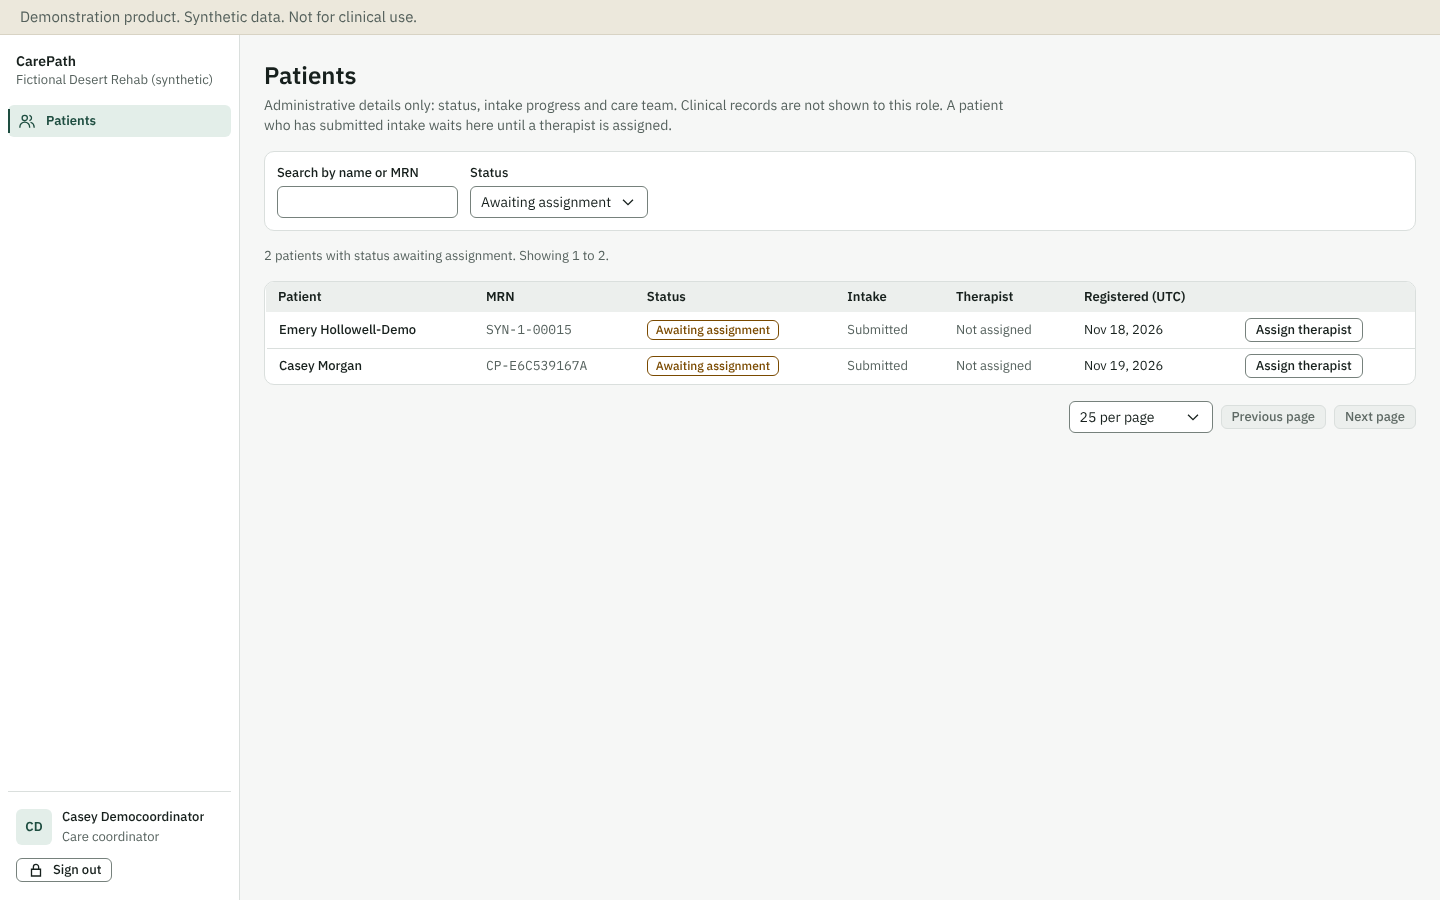 Demonstration product. Synthetic data. Not for clinical use.
CarePath
Fictional Desert Rehab (synthetic)
Patients
Patients
Administrative details only: status, intake progress and care team. Clinical records are not shown to this role. A patient
who has submitted intake waits here until a therapist is assigned.
Search by name or MRN Status
Awaiting assignment
2 patients with status awaiting assignment. Showing 1 to 2.
Patient MRN Status Intake Therapist Registered (UTC)
Emery Hollowell-Demo SYN-1-00015 Awaiting assignment Submitted Not assigned Nov 18, 2026 Assign therapist
Casey Morgan CP-E6C539167A Awaiting assignment Submitted Not assigned Nov 19, 2026 Assign therapist
25 per page Previous page Next page
CD Casey Democoordinator
Care coordinator
Sign out